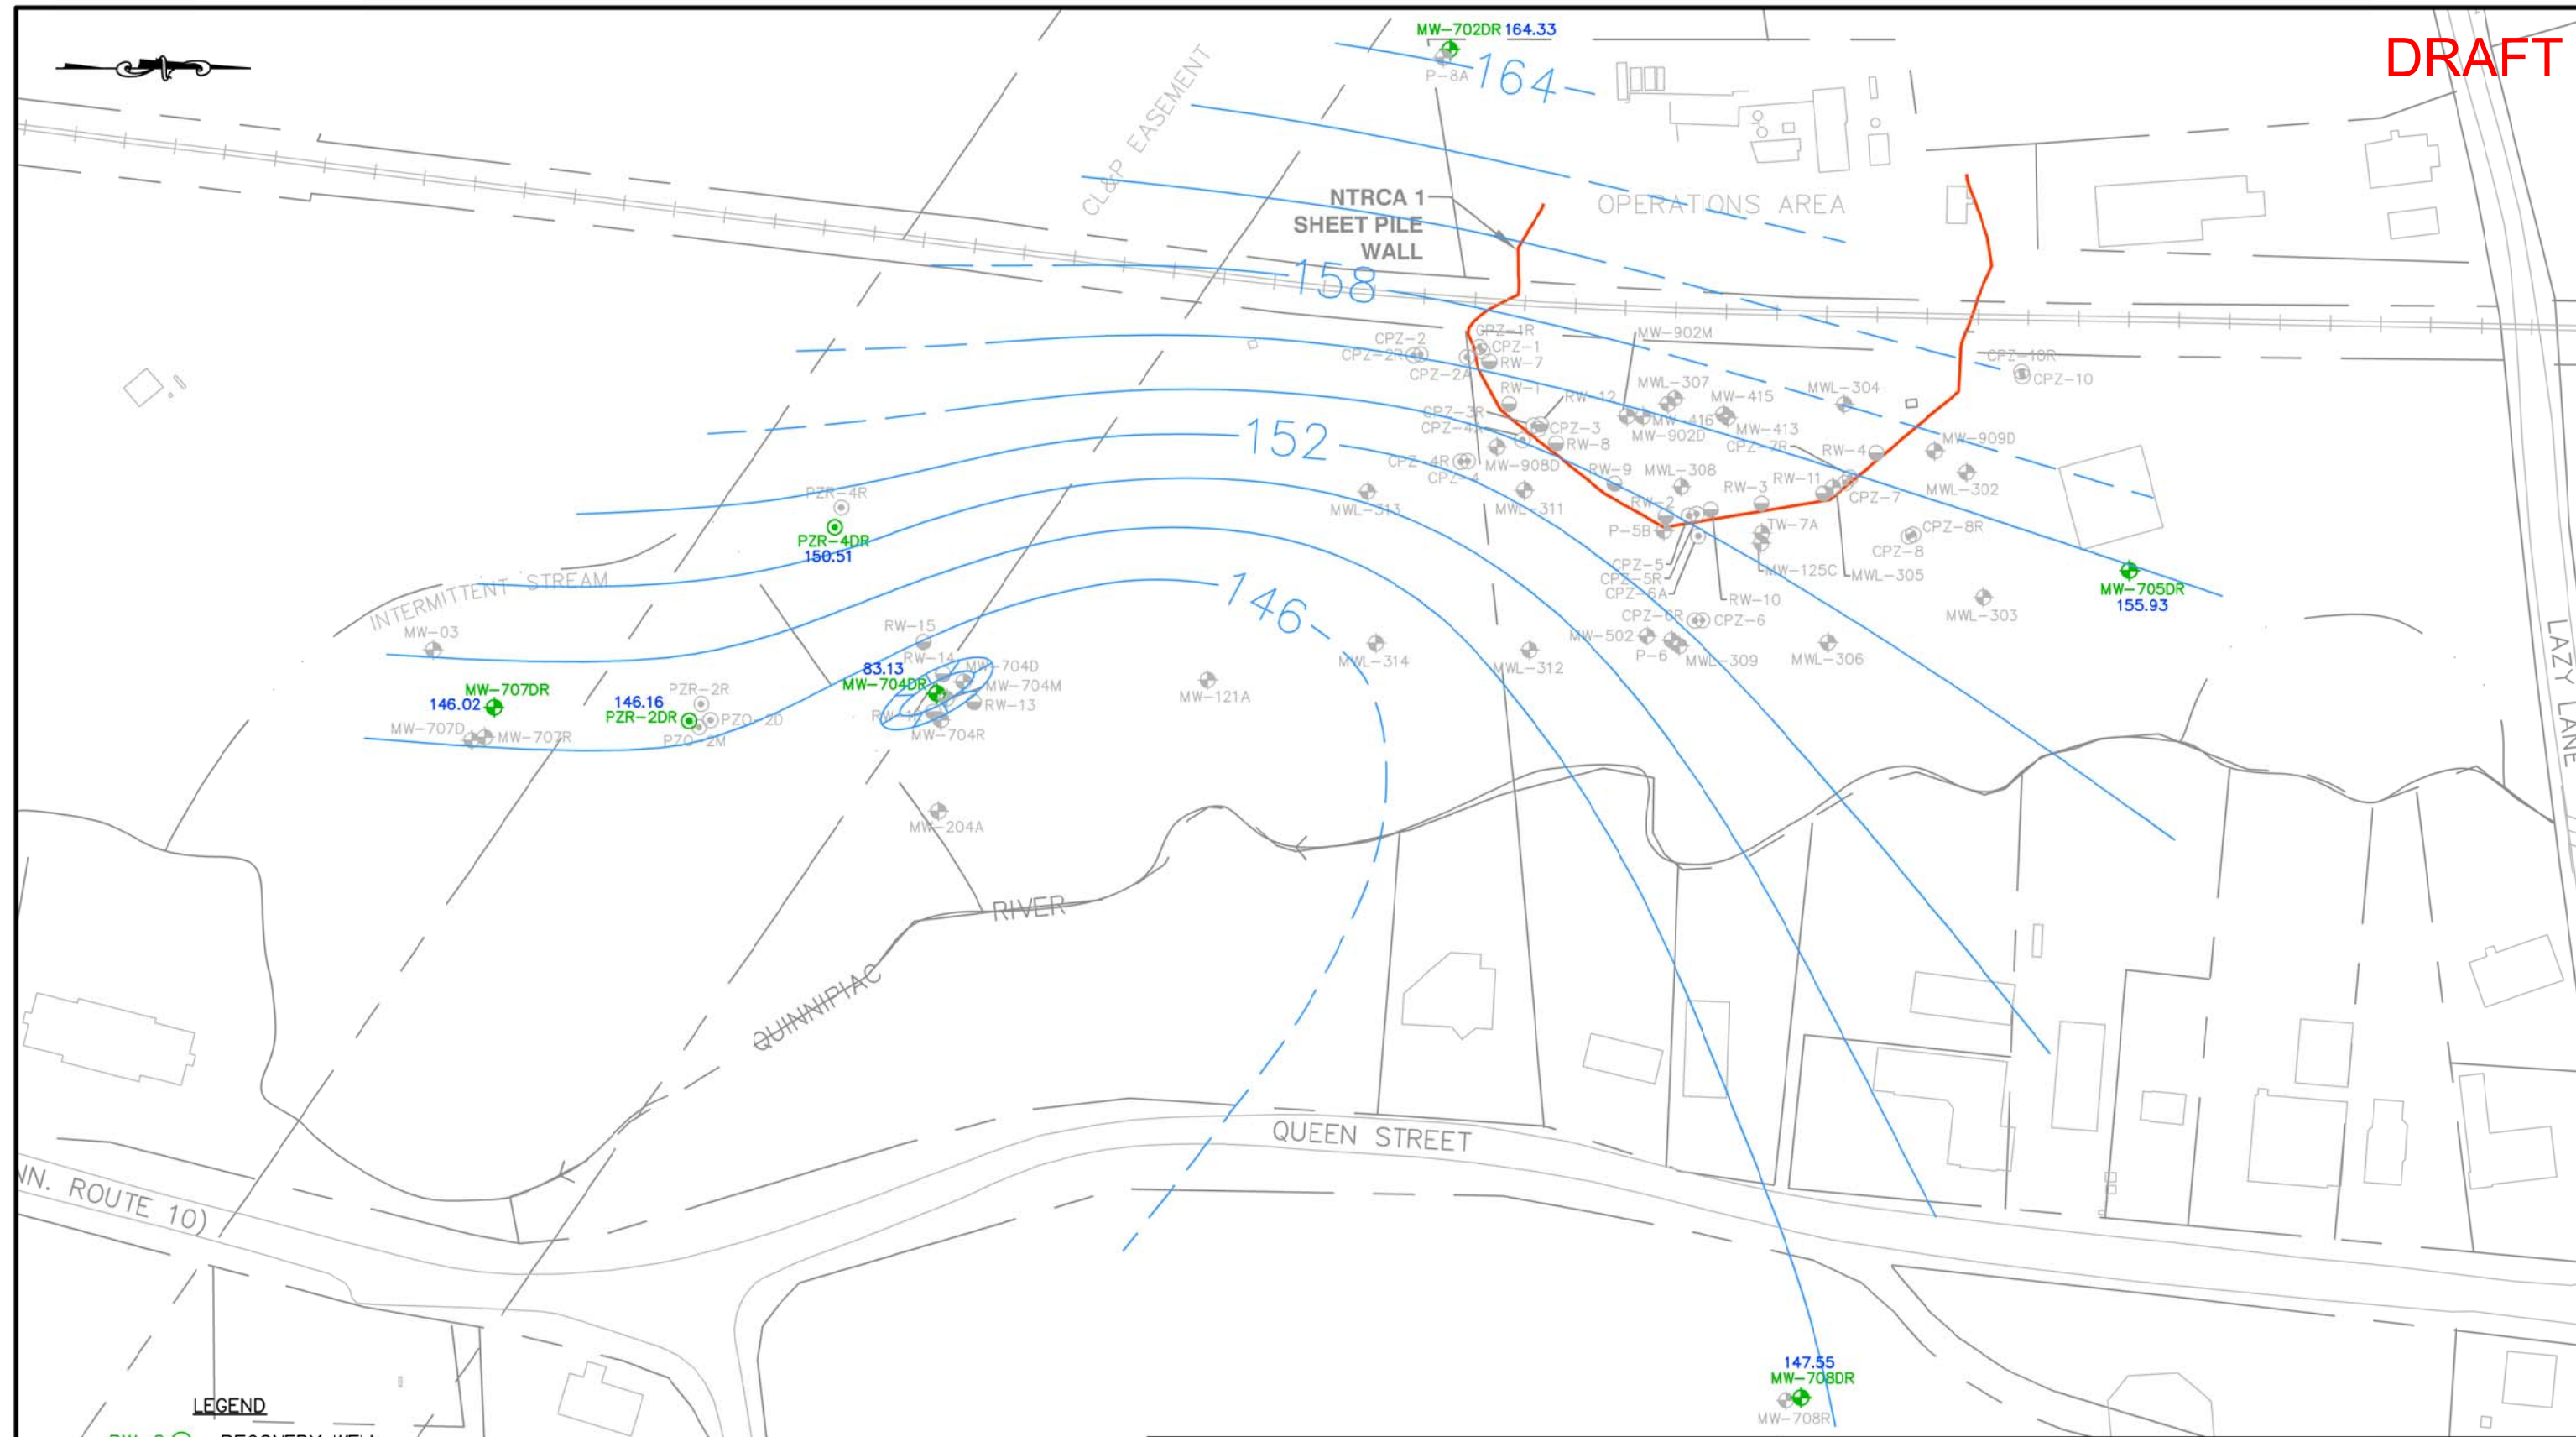 DRAFT
MW-702DR 164.33
P-8A
164
CL&P EASEMENT
NTRCA 1
SHEET PILE
WALL
OPERATIONS AREA
158
CPZ-1R
CPZ-2
CPZ-1
CPZ-2R
RW-7
CPZ-2A
MW-902M
CPZ-10R
CPZ-10
RW-1
RW-12
MWL-307
MW-415
MWL-304
CPZ-3R
CPZ-3
MW-416
MW-413
CPZ-4A
RW-8
MW-902D
CPZ-7R
RW-4
MW-909D
152
CPZ-4R
MW-908D
CPZ-4
RW-9
MWL-308
RW-3
RW-11
CPZ-7
MWL-302
MWL-313
MWL-311
RW-2
PZR-4R
PZR-4DR
150.51
P-5B
TW-7A
CPZ-8R
CPZ-8
CPZ-5
CPZ-5R
CPZ-6A
MW-125C
MWL-305
RW-10
MW-705DR
155.93
INTERMITTENT STREAM
146
MWL-303
CPZ-6R
CPZ-6
MW-03
RW-15
MW-502
P-6
MWL-309
MWL-306
MWL-314
MWL-312
RW-14
MW-704D
83.13
MW-704DR
MW-704M
RW-13
MW-704R
MW-121A
MW-707DR
146.02
146.16
PZR-2R
PZR-2DR
PZO-2D
PZO-2M
MW-707D
MW-707R
LAZY LANE
MW-204A
RIVER
QUINNIPIAC
QUEEN STREET
NN. ROUTE 10)
147.55
MW-708DR
MW-708R
LEGEND
RECOVERY WELL